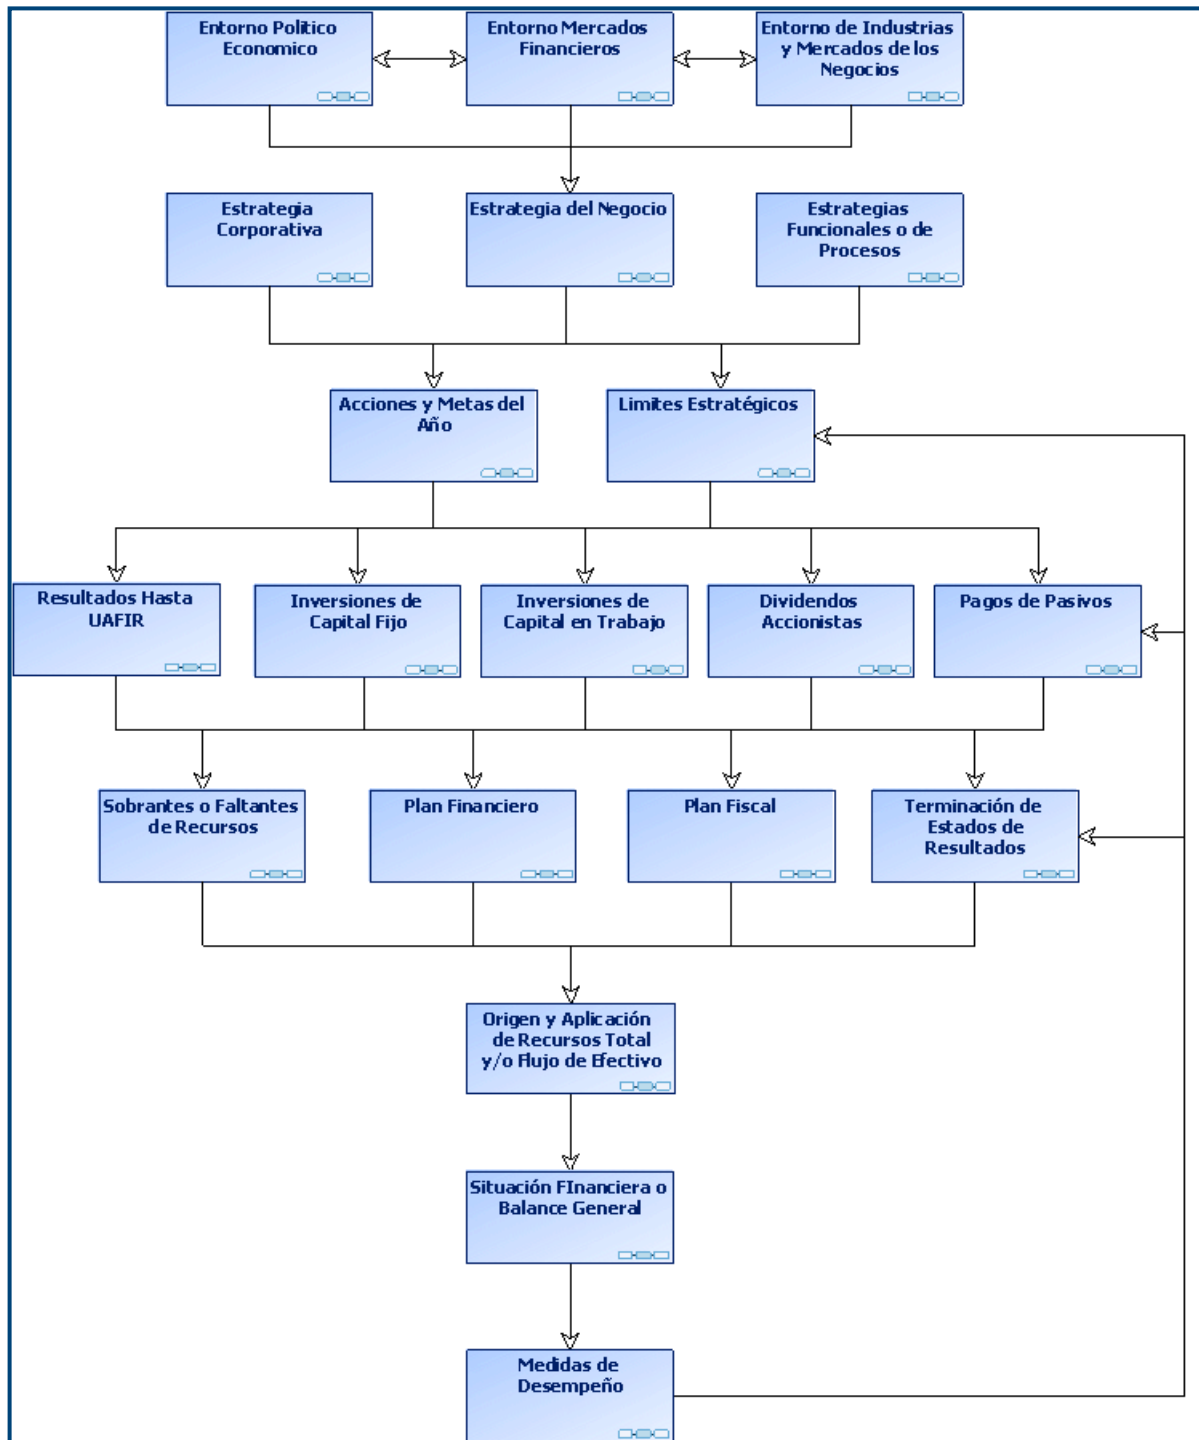 Entorno Politico
Economico
Entorno Mercados
Financieros
Entorno de Industrias
y Mercados de los
Negocios
Estrategia
Corporativa
Estrategia del Negocio
Estrategias
Funcionales o de
Procesos
Acciones y Metas del
Año
Limites Estratégicos
Resultados Hasta
UAFIR
Inversiones de
Capital Fijo
Inversiones de
Capital en Trabajo
Dividendos
Accionistas
Pagos de Pasivos
Sobrantes o Faltantes
de Recursos
Plan Financiero
Plan Fiscal
Terminación de
Estados de
Resultados
Origen y Aplicación
de Recursos Total
y/o Flujo de Efectivo
Situación FInanciera o
Balance General
Medidas de
Desempeño